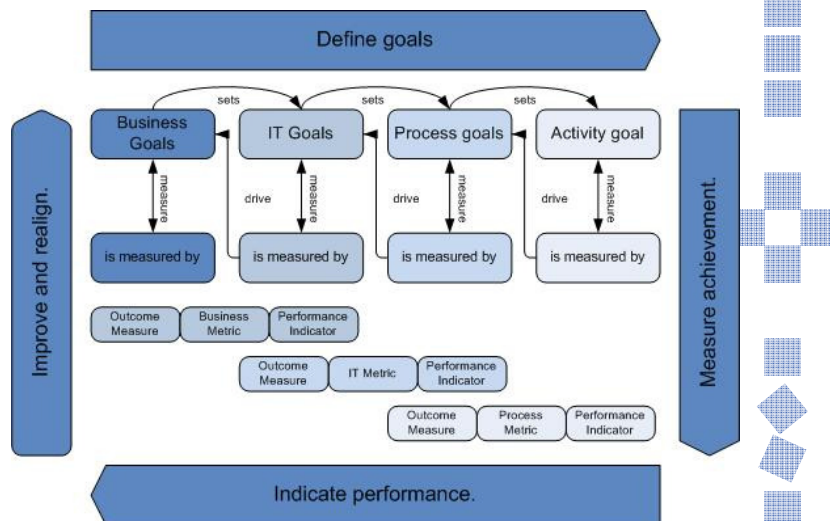 Define goals
sets
sets
sets
Business
Goals
IT Goals
Process goals
Activity goal
measure
drive
measure
drive
measure
drive
measure
is measured by
is measured by
is measured by
is measured by
Improve and realign.
Measure achievement.
Outcome
Measure
Business
Metric
Performance
Indicator
Outcome
Measure
IT Metric
Performance
Indicator
Outcome
Measure
Process
Metric
Performance
Indicator
Indicate performance.